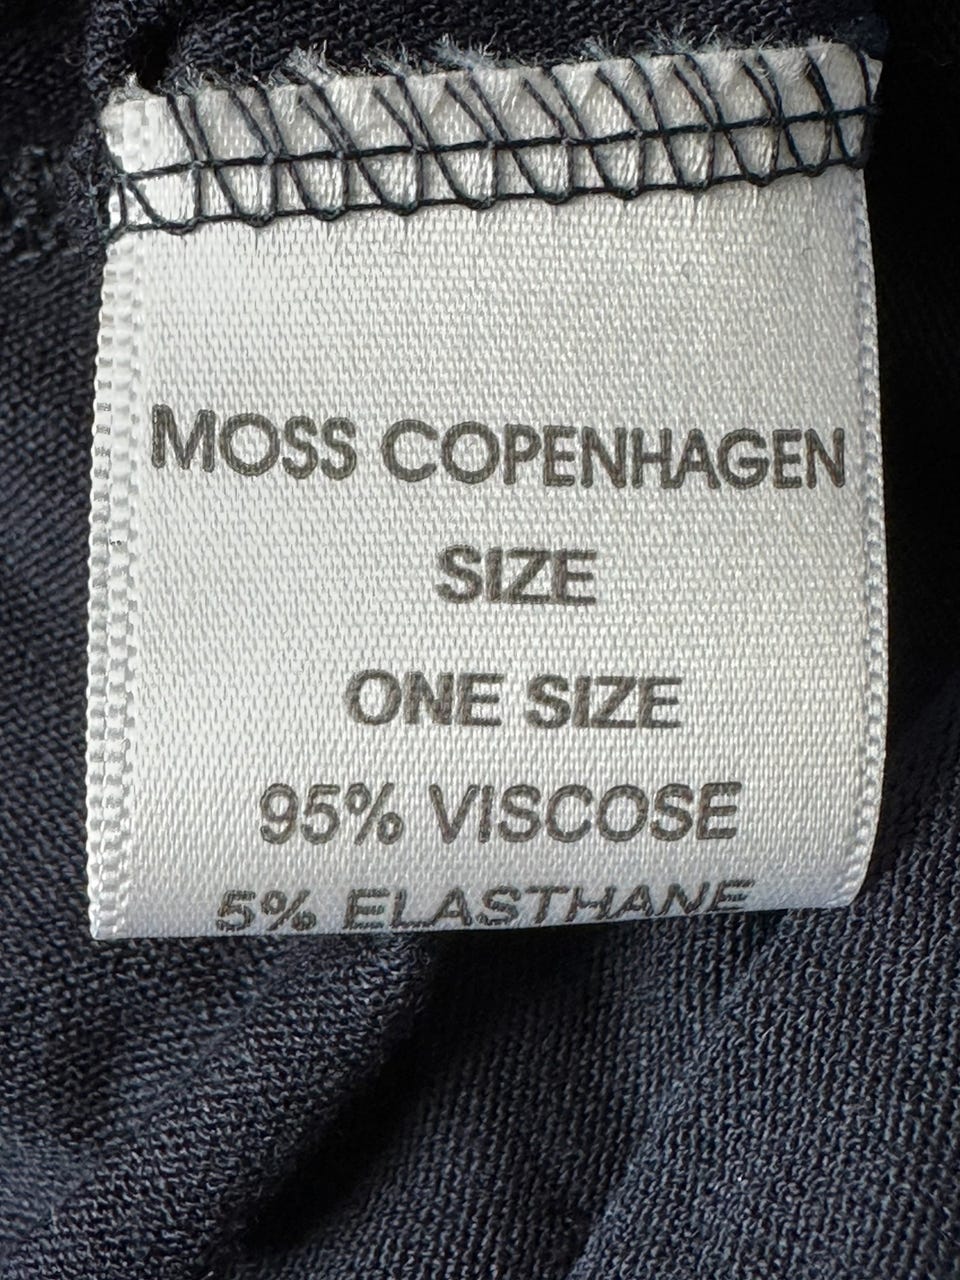 MOSS COPENHAGEN
SIZE
ONE SIZE
95% VISCOSE
5% ELASTHANE